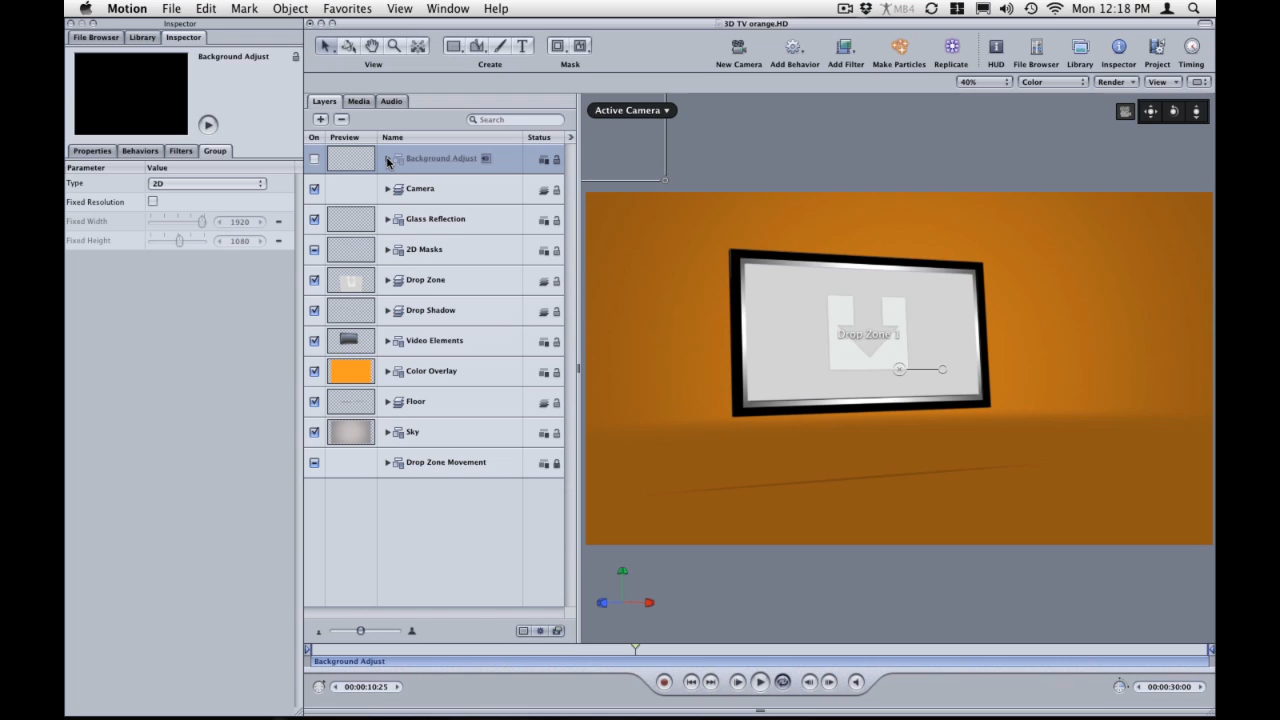 Motion File Edit Mark Object Favorites View Window Help MB4 Mon 12:18 PM
Inspector
3D TV orange.HD
File Browser Library Inspector
Background Adjust
View Create Mask New Camera Add Behavior Add Filter Make Particles Replicate HUD File Browser Library Inspector Project Timing
40% Color Render View
Layers Media Audio
Active Camera
Search
On Preview Name Status
Properties Behaviors Filters Group
Parameter Value
Type 2D
Fixed Resolution
Fixed Width 1920
Fixed Height 1080
Background Adjust
Camera
Glass Reflection
2D Masks
Drop Zone
Drop Shadow
Video Elements
Color Overlay
Floor
Sky
Drop Zone Movement
Drop Zone 1
Background Adjust
00:00:10:25
00:00:30:00